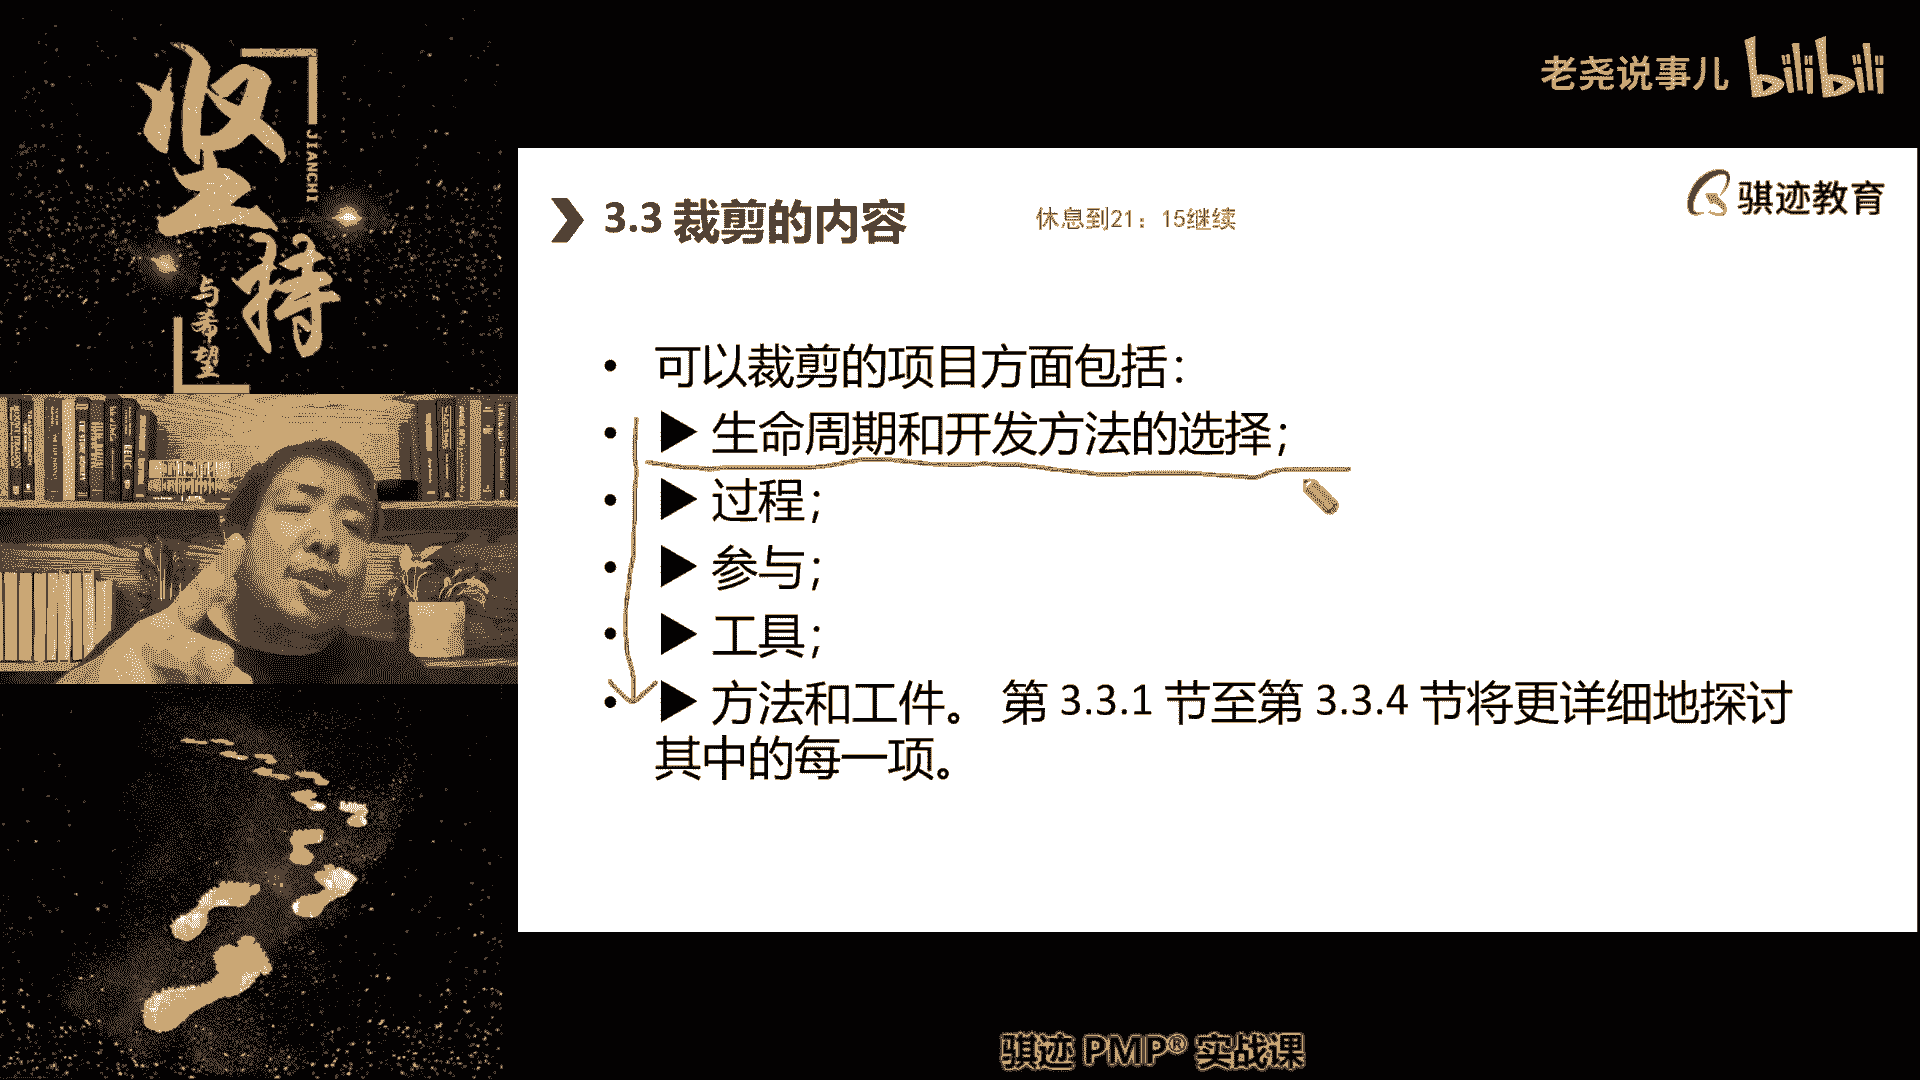 坚持
JIANCHI
与希望
老尧说事儿 bilibili
骐迹教育
3.3 裁剪的内容
休息到21：15继续
• 可以裁剪的项目方面包括：
• ▶ 生命周期和开发方法的选择；
• ▶ 过程；
• ▶ 参与；
• ▶ 工具；
• ▶ 方法和工件。 第 3.3.1 节至第 3.3.4 节将更详细地探讨
其中的每一项。
骐迹 PMP® 实战课